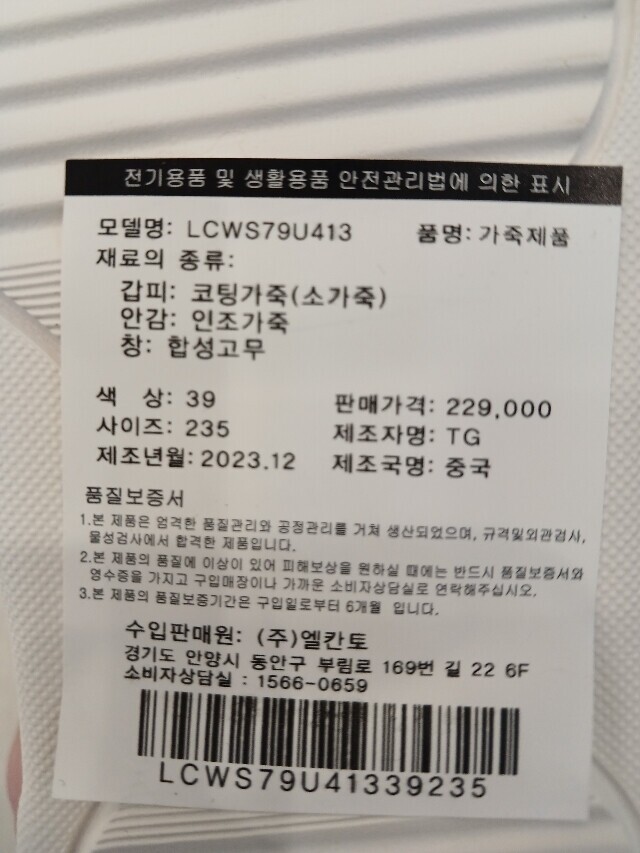 전기용품 및 생활용품 안전관리법에 의한 표시
모델명: LCWS79U413 품명: 가죽제품
재료의 종류:
갑피: 코팅가죽(소가죽)
안감: 인조가죽
창: 합성고무
색 상: 39 판매가격: 229,000
사이즈: 235 제조자명: TG
제조년월: 2023.12 제조국명: 중국
품질보증서
1.본 제품은 엄격한 품질관리와 공정관리를 거쳐 생산되었으며, 규격및외관검사,
물성검사에서 합격한 제품입니다.
2.본 제품의 품질에 이상이 있어 피해보상을 원하실 때에는 반드시 품질보증서와
영수증을 가지고 구입매장이나 가까운 소비자상담실로 연락해주십시오.
3.본 제품의 품질보증기간은 구입일로부터 6개월 입니다.
수입판매원: (주)엘칸토
경기도 안양시 동안구 부림로 169번 길 22 6F
소비자상담실 : 1566-0659
LCWS79U41339235